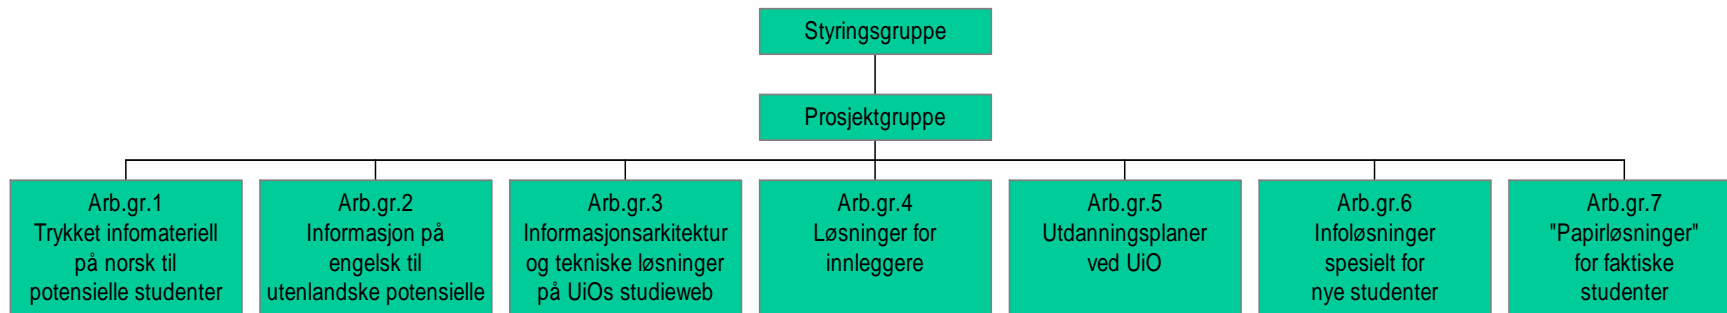 Styringsgruppe
Prosjektgruppe
Arb.gr.1
Trykket infomateriell
på norsk til
potensielle studenter
Arb.gr.2
Informasjon på
engelsk til
utenlandske potensielle
Arb.gr.3
Informasjonsarkitektur
og tekniske løsninger
på UiOs studieweb
Arb.gr.4
Løsninger for
innleggere
Arb.gr.5
Utdanningsplaner
ved UiO
Arb.gr.6
Infoløsninger
spesielt for
nye studenter
Arb.gr.7
"Papirløsninger"
for faktiske
studenter